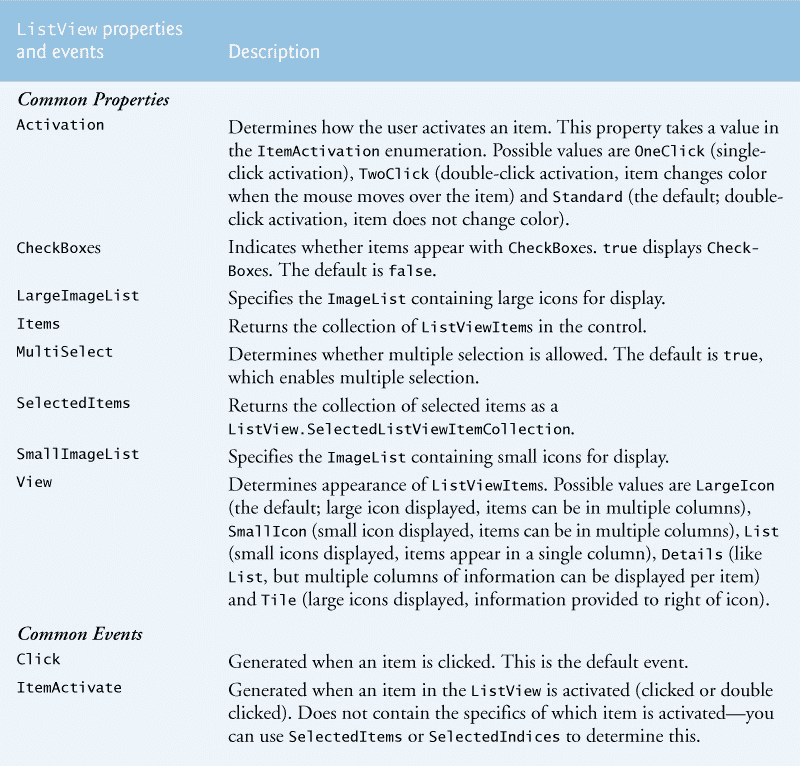 ListView properties
and events
Description
Common Properties
Activation
Determines how the user activates an item. This property takes a value in
the ItemActivation enumeration. Possible values are OneClick (single-
click activation), TwoClick (double-click activation, item changes color
when the mouse moves over the item) and Standard (the default; double-
click activation, item does not change color).
CheckBoxes
Indicates whether items appear with CheckBoxes. true displays Check-
Boxes. The default is false.
LargeImageList
Specifies the ImageList containing large icons for display.
Items
Returns the collection of ListViewItems in the control.
MultiSelect
Determines whether multiple selection is allowed. The default is true,
which enables multiple selection.
SelectedItems
Returns the collection of selected items as a
ListView.SelectedListViewItemCollection.
SmallImageList
Specifies the ImageList containing small icons for display.
View
Determines appearance of ListViewItems. Possible values are LargeIcon
(the default; large icon displayed, items can be in multiple columns),
SmallIcon (small icon displayed, items can be in multiple columns), List
(small icons displayed, items appear in a single column), Details (like
List, but multiple columns of information can be displayed per item)
and Tile (large icons displayed, information provided to right of icon).
Common Events
Click
Generated when an item is clicked. This is the default event.
ItemActivate
Generated when an item in the ListView is activated (clicked or double
clicked). Does not contain the specifics of which item is activated—you
can use SelectedItems or SelectedIndices to determine this.